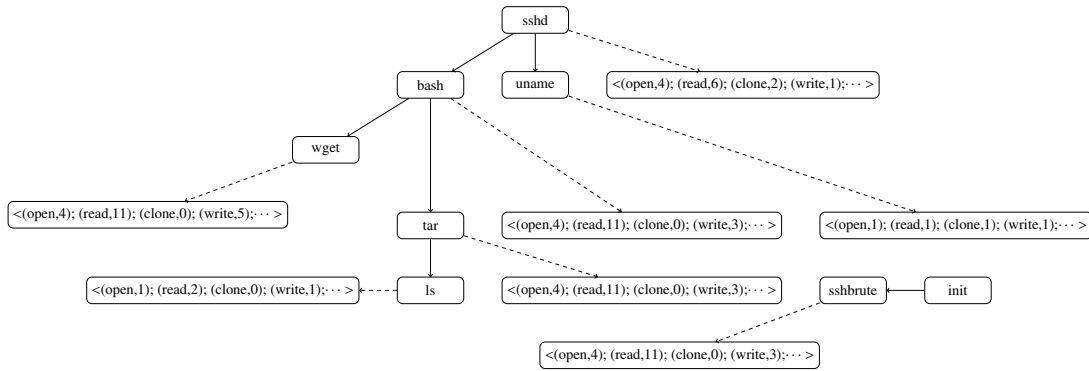 sshd
bash
uname
<(open,4); (read,6); (clone,2); (write,1);··· >
wget
<(open,4); (read,11); (clone,0); (write,5);··· >
tar
<(open,4); (read,11); (clone,0); (write,3);··· >
<(open,1); (read,1); (clone,1); (write,1);··· >
<(open,1); (read,2); (clone,0); (write,1);··· >
ls
<(open,4); (read,11); (clone,0); (write,3);··· >
sshbrute
init
<(open,4); (read,11); (clone,0); (write,3);··· >